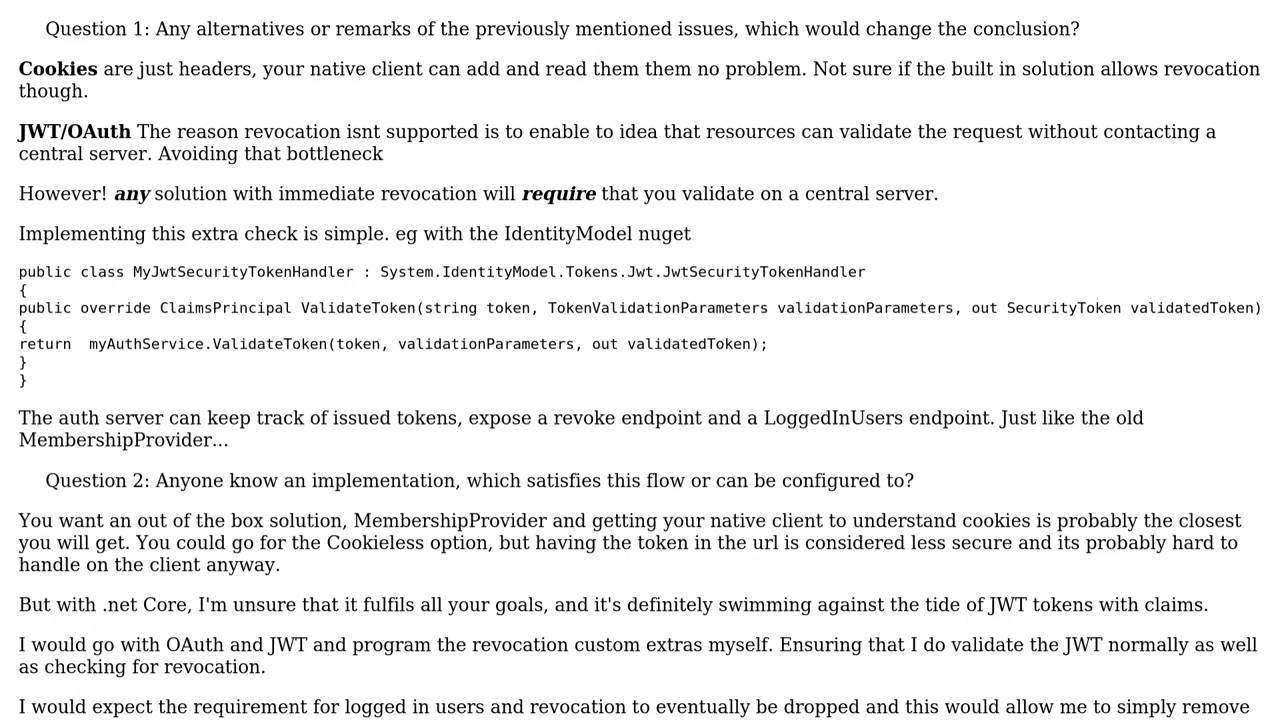 Question 1: Any alternatives or remarks of the previously mentioned issues, which would change the conclusion?
Cookies are just headers, your native client can add and read them them no problem. Not sure if the built in solution allows revocation
though.
JWT/OAuth The reason revocation isnt supported is to enable to idea that resources can validate the request without contacting a
central server. Avoiding that bottleneck
However! any solution with immediate revocation will require that you validate on a central server.
Implementing this extra check is simple. eg with the IdentityModel nuget
public class MyJwtSecurityTokenHandler : System.IdentityModel.Tokens.Jwt.JwtSecurityTokenHandler
{
public override ClaimsPrincipal ValidateToken(string token, TokenValidationParameters validationParameters, out SecurityToken validatedToken)
{
return  myAuthService.ValidateToken(token, validationParameters, out validatedToken);
}
}
The auth server can keep track of issued tokens, expose a revoke endpoint and a LoggedInUsers endpoint. Just like the old
MembershipProvider...
Question 2: Anyone know an implementation, which satisfies this flow or can be configured to?
You want an out of the box solution, MembershipProvider and getting your native client to understand cookies is probably the closest
you will get. You could go for the Cookieless option, but having the token in the url is considered less secure and its probably hard to
handle on the client anyway.
But with .net Core, I'm unsure that it fulfils all your goals, and it's definitely swimming against the tide of JWT tokens with claims.
I would go with OAuth and JWT and program the revocation custom extras myself. Ensuring that I do validate the JWT normally as well
as checking for revocation.
I would expect the requirement for logged in users and revocation to eventually be dropped and this would allow me to simply remove